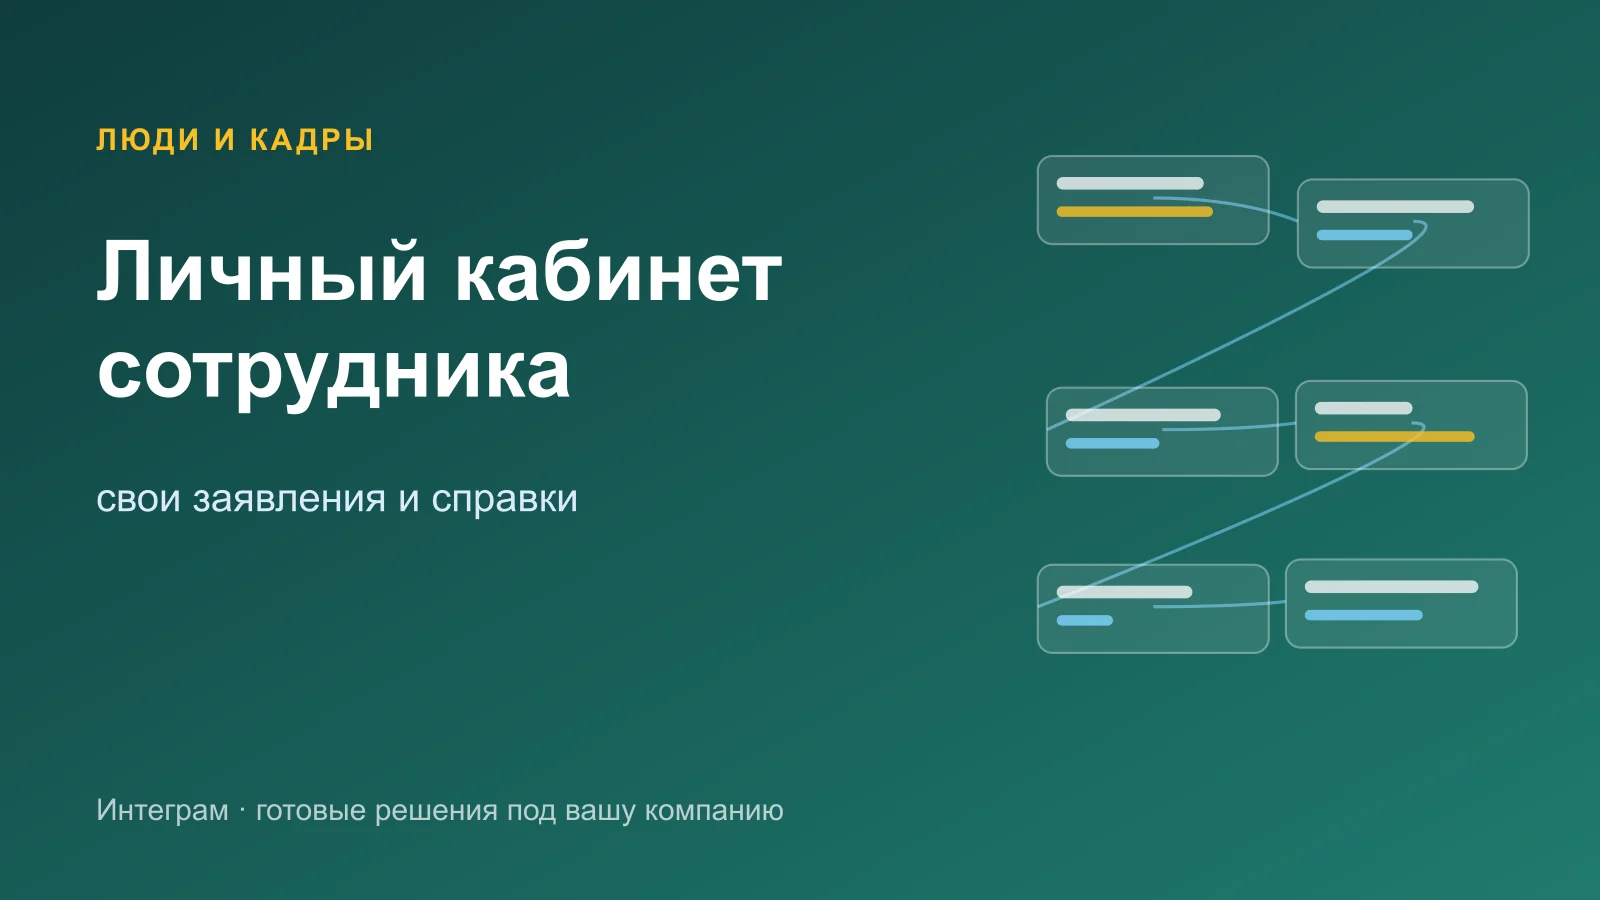 ЛЮДИ И КАДРЫ
Личный кабинет
сотрудника
свои заявления и справки
Интеграм · готовые решения под вашу компанию